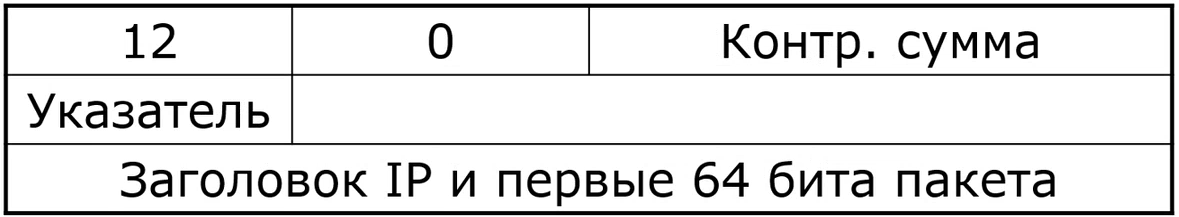 12 0 Контр. сумма
Указатель
Заголовок IP и первые 64 бита пакета